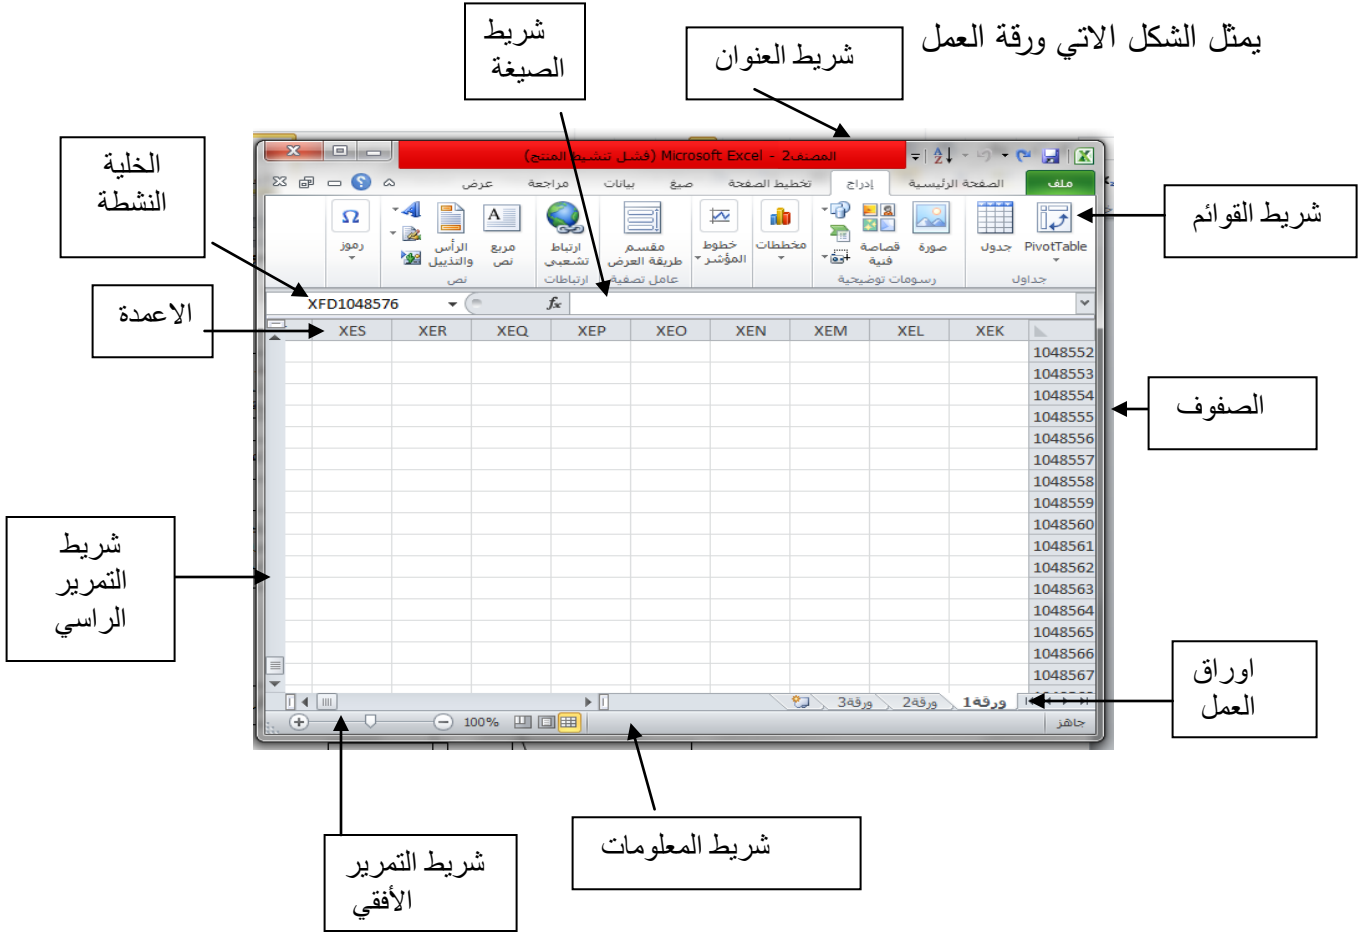 يمثل الشكل الاتي ورقة العمل
شريط العنوان
شريط
الصيغة
الخلية
النشطة
شريط القوائم
الاعمدة
الصفوف
شريط
التمرير
الراسي
اوراق
العمل
شريط المعلومات
شريط التمرير
الأفقي
المصنف2 - Microsoft Excel (فشل تنشيط المنتج)
ملف الصفحة الرئيسية إدراج تخطيط الصفحة صيغ بيانات مراجعة عرض
PivotTable جدول صورة قصاصة فنية مخططات خطوط المؤشر مقسم طريقة العرض ارتباط تشعبي مربع نص الرأس والتذييل رموز
جداول رسومات توضيحية عامل تصفية ارتباطات نص
XFD1048576 fx
XEK XEL XEM XEN XEO XEP XEQ XER XES
1048552
1048553
1048554
1048555
1048556
1048557
1048558
1048559
1048560
1048561
1048562
1048563
1048564
1048565
1048566
1048567
ورقة1 ورقة2 ورقة3
جاهز 100%